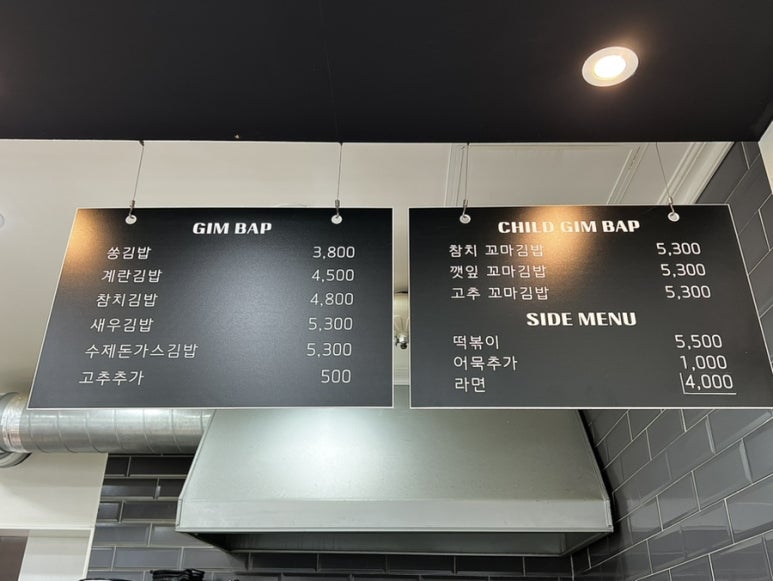 GIM BAP
쏭김밥 3,800
계란김밥 4,500
참치김밥 4,800
새우김밥 5,300
수제돈가스김밥 5,300
고추추가 500
CHILD GIM BAP
참치 꼬마김밥 5,300
깻잎 꼬마김밥 5,300
고추 꼬마김밥 5,300
SIDE MENU
떡볶이 5,500
어묵추가 1,000
라면 4,000